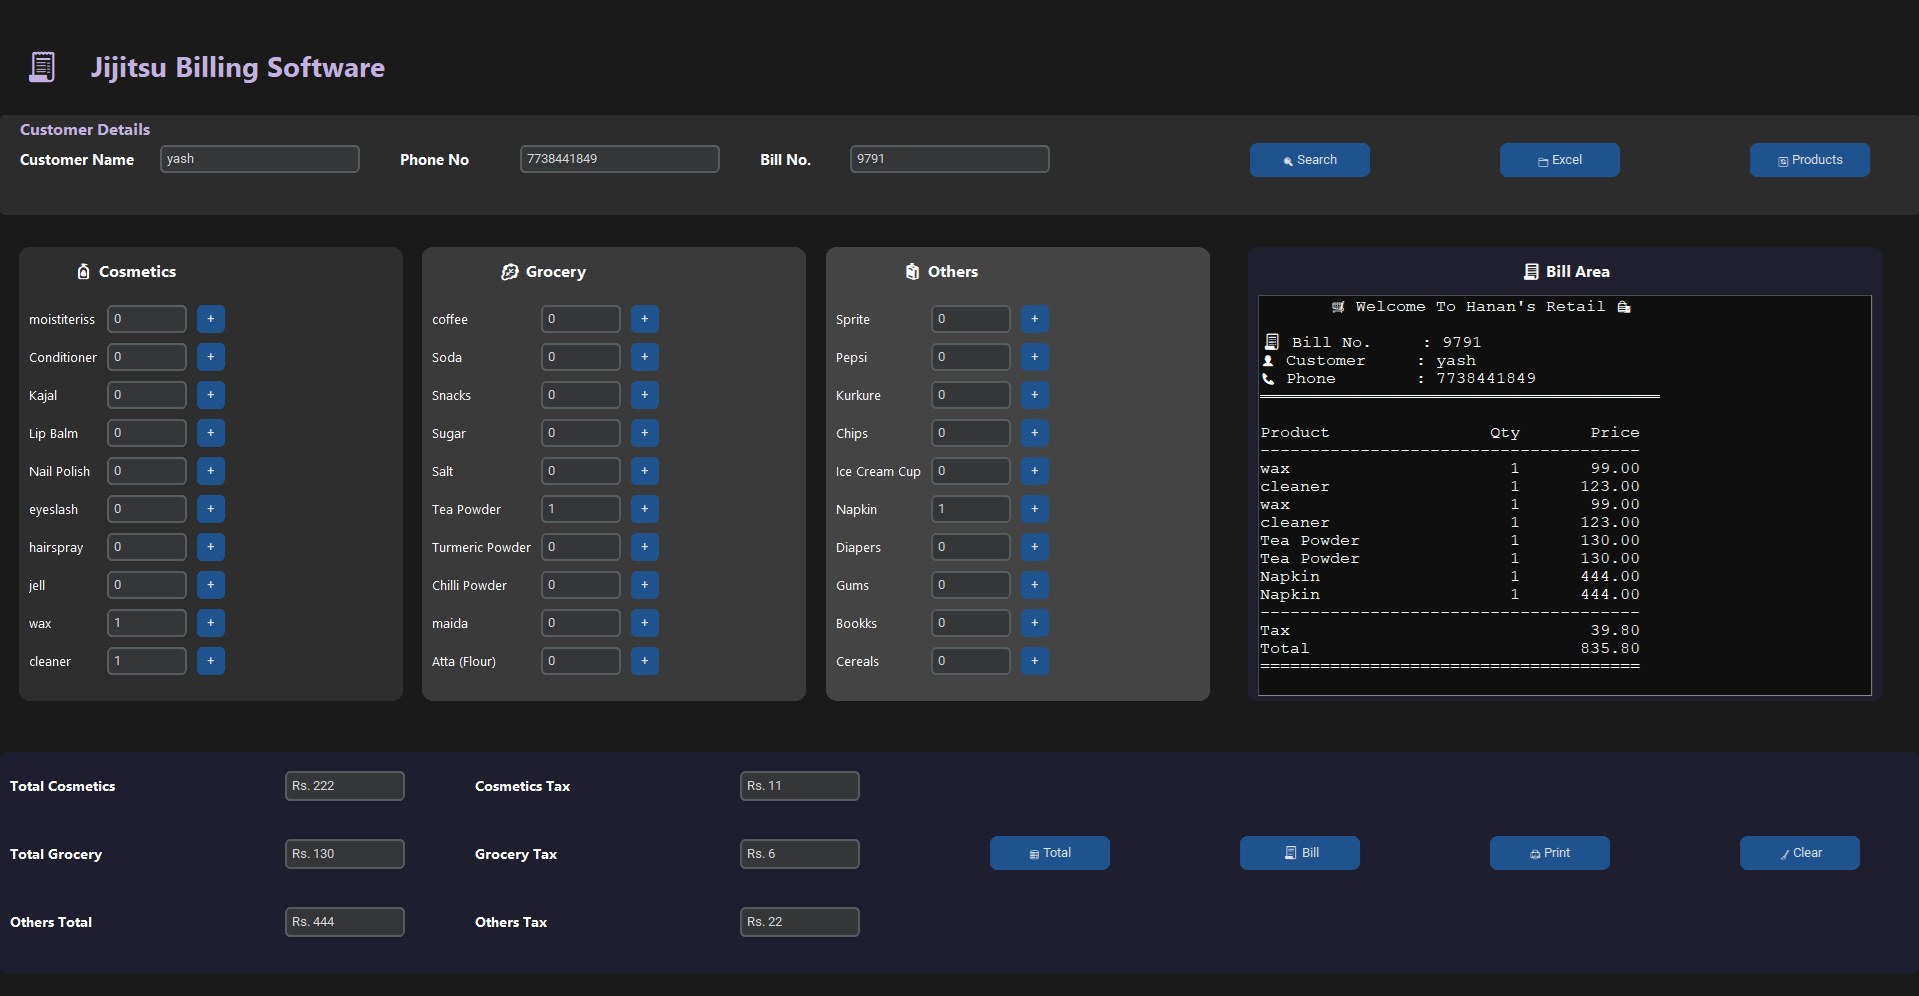 Jijitsu Billing Software
Customer Details
Customer Name yash Phone No 7738441849 Bill No. 9791 Search Excel Products
Cosmetics
moistiteriss 0 +
Conditioner 0 +
Kajal 0 +
Lip Balm 0 +
Nail Polish 0 +
eyeslash 0 +
hairspray 0 +
jell 0 +
wax 1 +
cleaner 1 +
Grocery
coffee 0 +
Soda 0 +
Snacks 0 +
Sugar 0 +
Salt 0 +
Tea Powder 1 +
Turmeric Powder 0 +
Chilli Powder 0 +
maida 0 +
Atta (Flour) 0 +
Others
Sprite 0 +
Pepsi 0 +
Kurkure 0 +
Chips 0 +
Ice Cream Cup 0 +
Napkin 1 +
Diapers 0 +
Gums 0 +
Bookks 0 +
Cereals 0 +
Bill Area
Welcome To Hanan's Retail
Bill No. : 9791
Customer : yash
Phone : 7738441849
Product Qty Price
wax 1 99.00
cleaner 1 123.00
wax 1 99.00
cleaner 1 123.00
Tea Powder 1 130.00
Tea Powder 1 130.00
Napkin 1 444.00
Napkin 1 444.00
Tax 39.80
Total 835.80
Total Cosmetics Rs. 222 Cosmetics Tax Rs. 11
Total Grocery Rs. 130 Grocery Tax Rs. 6 Total Bill Print Clear
Others Total Rs. 444 Others Tax Rs. 22